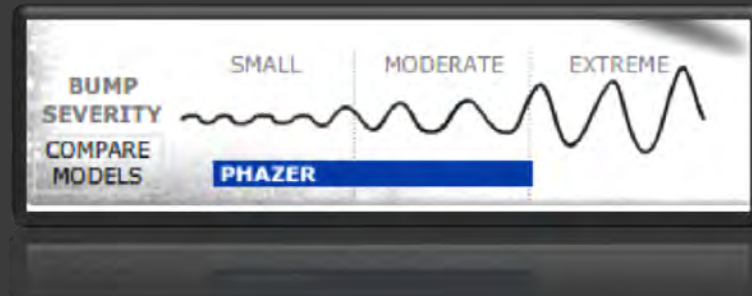 SMALL MODERATE EXTREME
BUMP
SEVERITY
COMPARE
MODELS
PHAZER